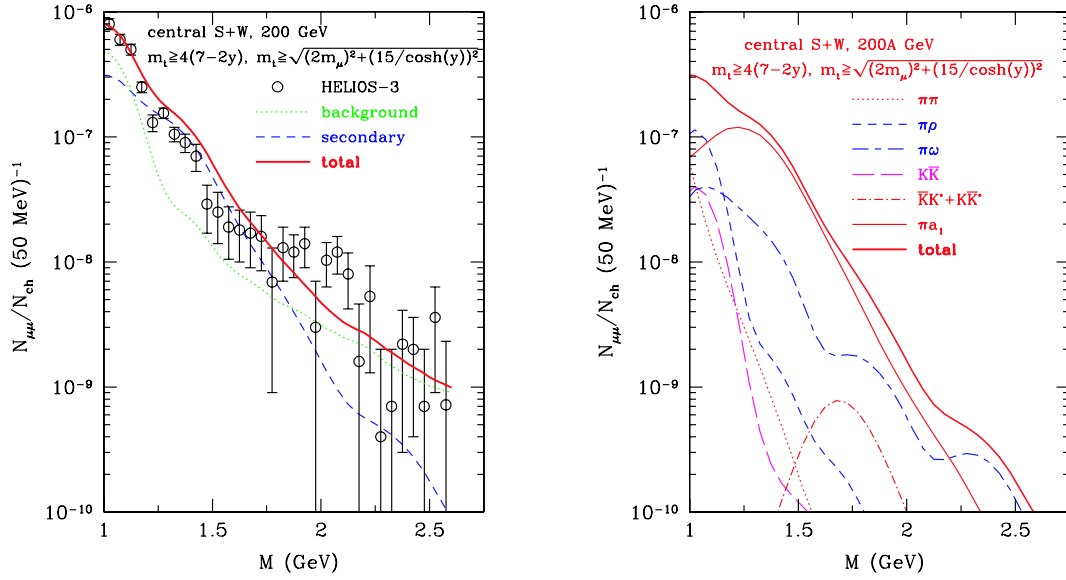 central S+W, 200 GeV
m_t≥4(7−2y), m_t≥√((2m_μ)²+(15/cosh(y))²)
HELIOS−3
background
secondary
total
N_μμ/N_ch (50 MeV)⁻¹
10⁻⁶
10⁻⁷
10⁻⁸
10⁻⁹
10⁻¹⁰
1 1.5 2 2.5
M (GeV)
central S+W, 200A GeV
m_t≥4(7−2y), m_t≥√((2m_μ)²+(15/cosh(y))²)
ππ
πρ
πω
KK̅
K̅K*+KK̅*
πa₁
total
N_μμ/N_ch (50 MeV)⁻¹
10⁻⁶
10⁻⁷
10⁻⁸
10⁻⁹
10⁻¹⁰
1 1.5 2 2.5
M (GeV)